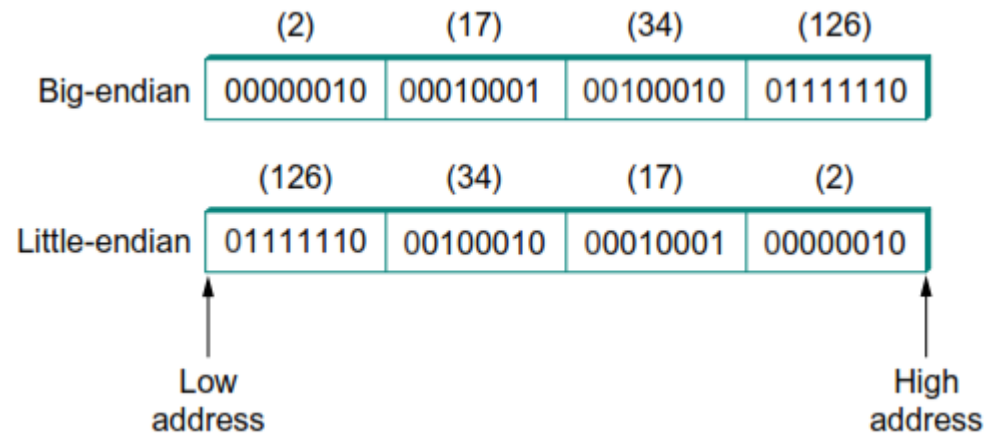 (2) (17) (34) (126)
Big-endian 00000010 00010001 00100010 01111110
(126) (34) (17) (2)
Little-endian 01111110 00100010 00010001 00000010
Low High
address address